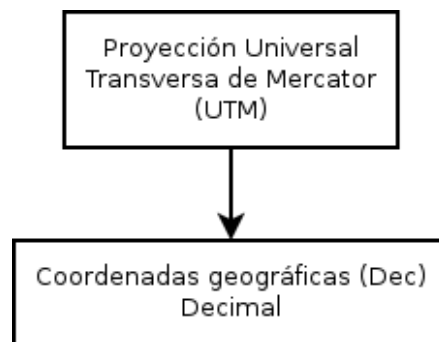 Proyección Universal
Transversa de Mercator
(UTM)
Coordenadas geográficas (Dec)
Decimal